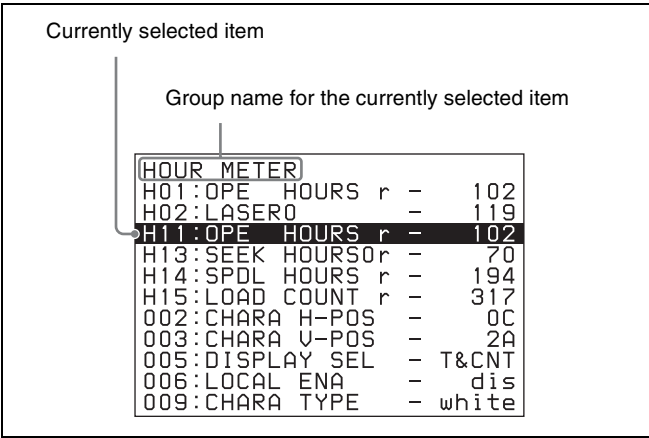 Currently selected item
Group name for the currently selected item
HOUR METER
H01:OPE HOURS r - 102
H02:LASER0 - 119
H11:OPE HOURS r - 102
H13:SEEK HOURS0r - 70
H14:SPDL HOURS r - 194
H15:LOAD COUNT r - 317
002:CHARA H-POS - 0C
003:CHARA V-POS - 2A
005:DISPLAY SEL - T&CNT
006:LOCAL ENA - dis
009:CHARA TYPE - white